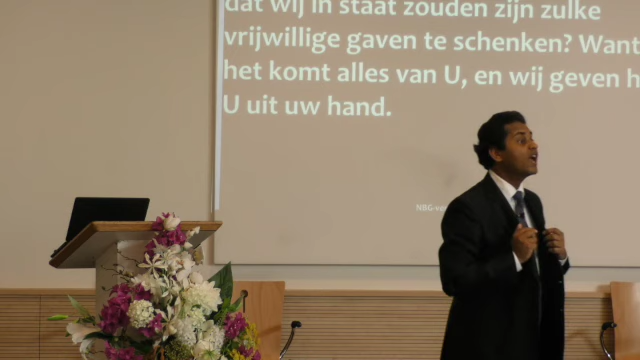 dat wij in staat zouden zijn zulke
vrijwillige gaven te schenken? Want
het komt alles van U, en wij geven h
U uit uw hand.
NBG-ve